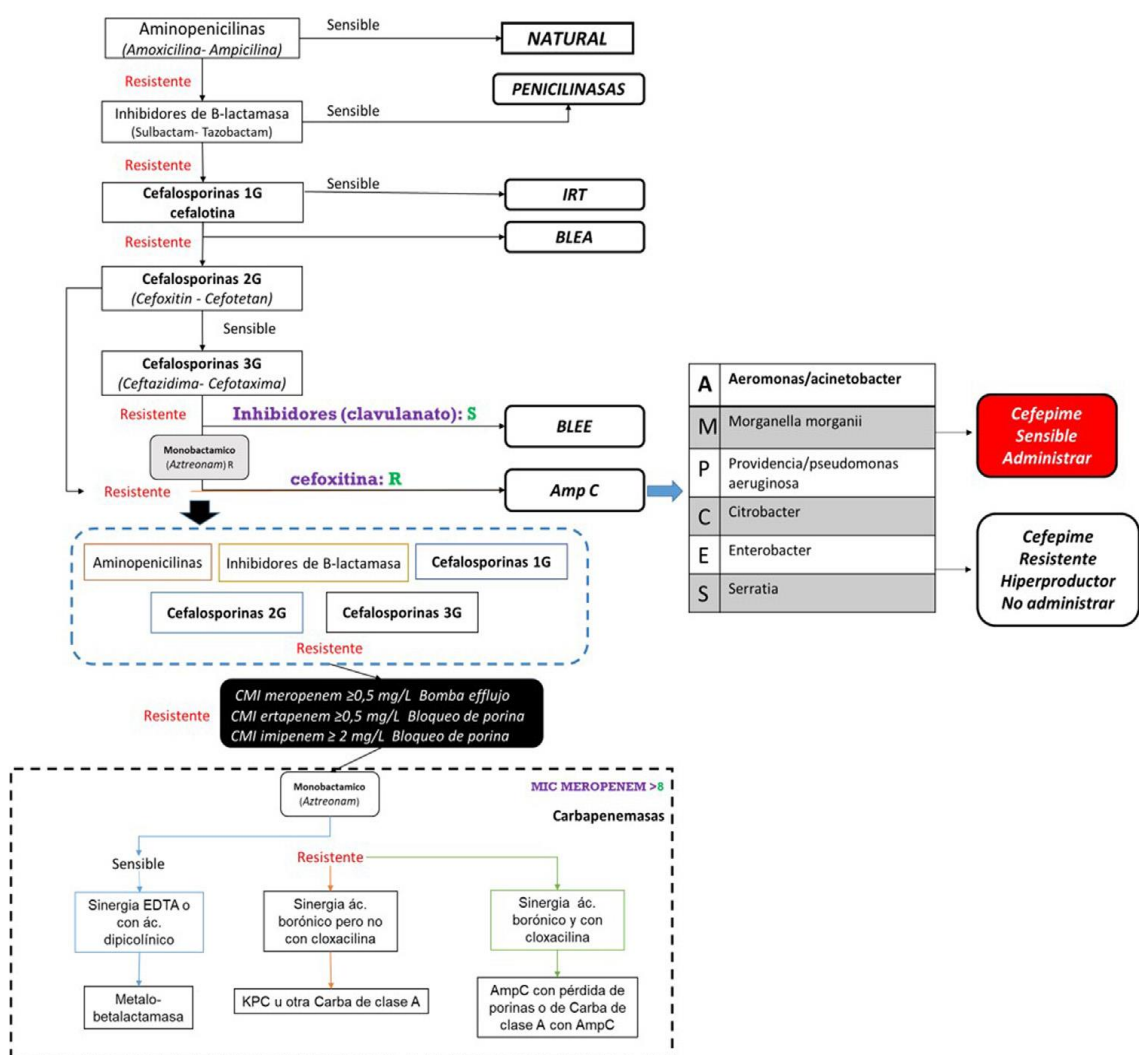 Aminopenicilinas
(Amoxicilina- Ampicilina)
Sensible
NATURAL
Resistente
PENICILINASAS
Inhibidores de B-lactamasa
(Sulbactam- Tazobactam)
Sensible
Resistente
Cefalosporinas 1G
cefalotina
Sensible
IRT
Resistente
BLEA
Cefalosporinas 2G
(Cefoxitin - Cefotetan)
Sensible
Cefalosporinas 3G
(Ceftazidima- Cefotaxima)
Resistente
Inhibidores (clavulanato): S
BLEE
Monobactamico
(Aztreonam) R
cefoxitina: R
Resistente
Amp C
A Aeromonas/acinetobacter
M Morganella morganii
P Providencia/pseudomonas
aeruginosa
C Citrobacter
E Enterobacter
S Serratia
Cefepime
Sensible
Administrar
Cefepime
Resistente
Hiperproductor
No administrar
Aminopenicilinas
Inhibidores de B-lactamasa
Cefalosporinas 1G
Cefalosporinas 2G
Cefalosporinas 3G
Resistente
Resistente
CMI meropenem ≥0,5 mg/L Bomba efflujo
CMI ertapenem ≥0,5 mg/L Bloqueo de porina
CMI imipenem ≥ 2 mg/L Bloqueo de porina
Monobactamico
(Aztreonam)
MIC MEROPENEM >8
Carbapenemasas
Sensible
Resistente
Sinergia EDTA o
con ác.
dipicolínico
Sinergia ác.
borónico pero no
con cloxacilina
Sinergia ác.
borónico y con
cloxacilina
Metalo-
betalactamasa
KPC u otra Carba de clase A
AmpC con pérdida de
porinas o de Carba de
clase A con AmpC